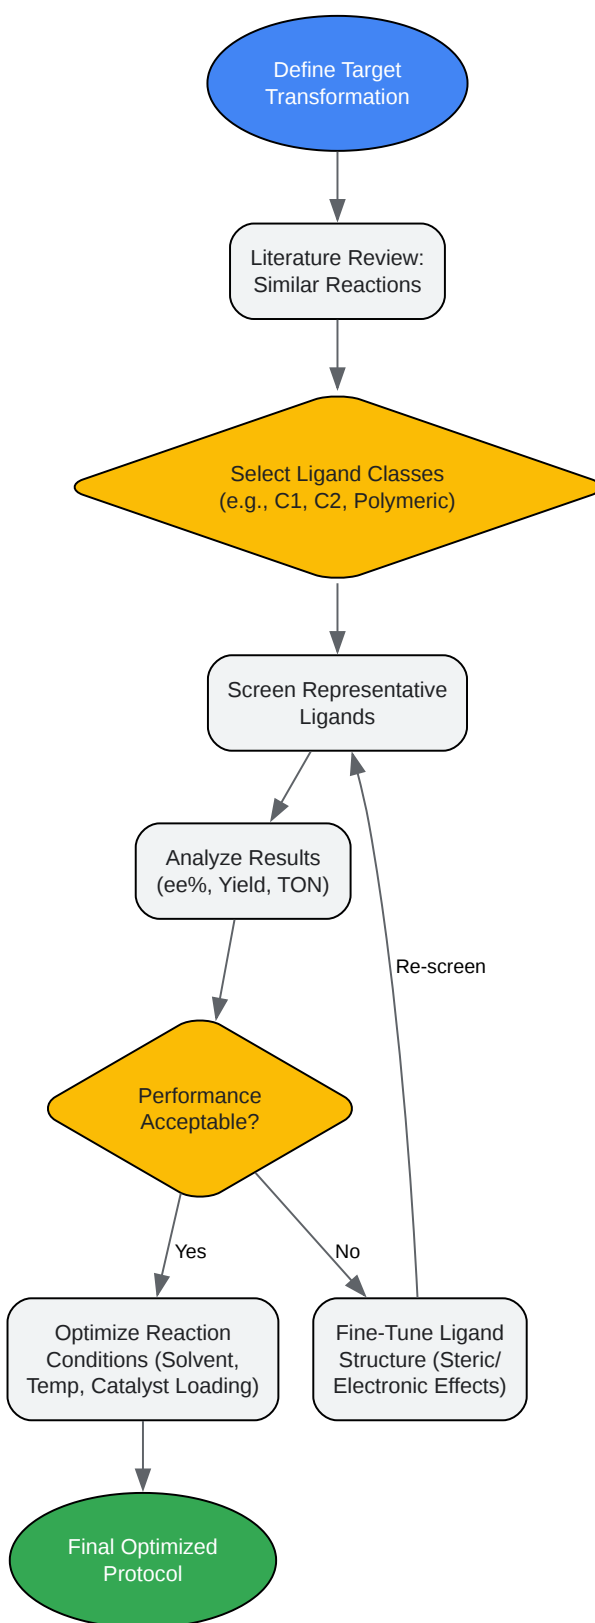 Define Target
Transformation
Literature Review:
Similar Reactions
Select Ligand Classes
(e.g., C1, C2, Polymeric)
Screen Representative
Ligands
Analyze Results
(ee%, Yield, TON)
Re-screen
Performance
Acceptable?
Yes
No
Optimize Reaction
Conditions (Solvent,
Temp, Catalyst Loading)
Fine-Tune Ligand
Structure (Steric/
Electronic Effects)
Final Optimized
Protocol